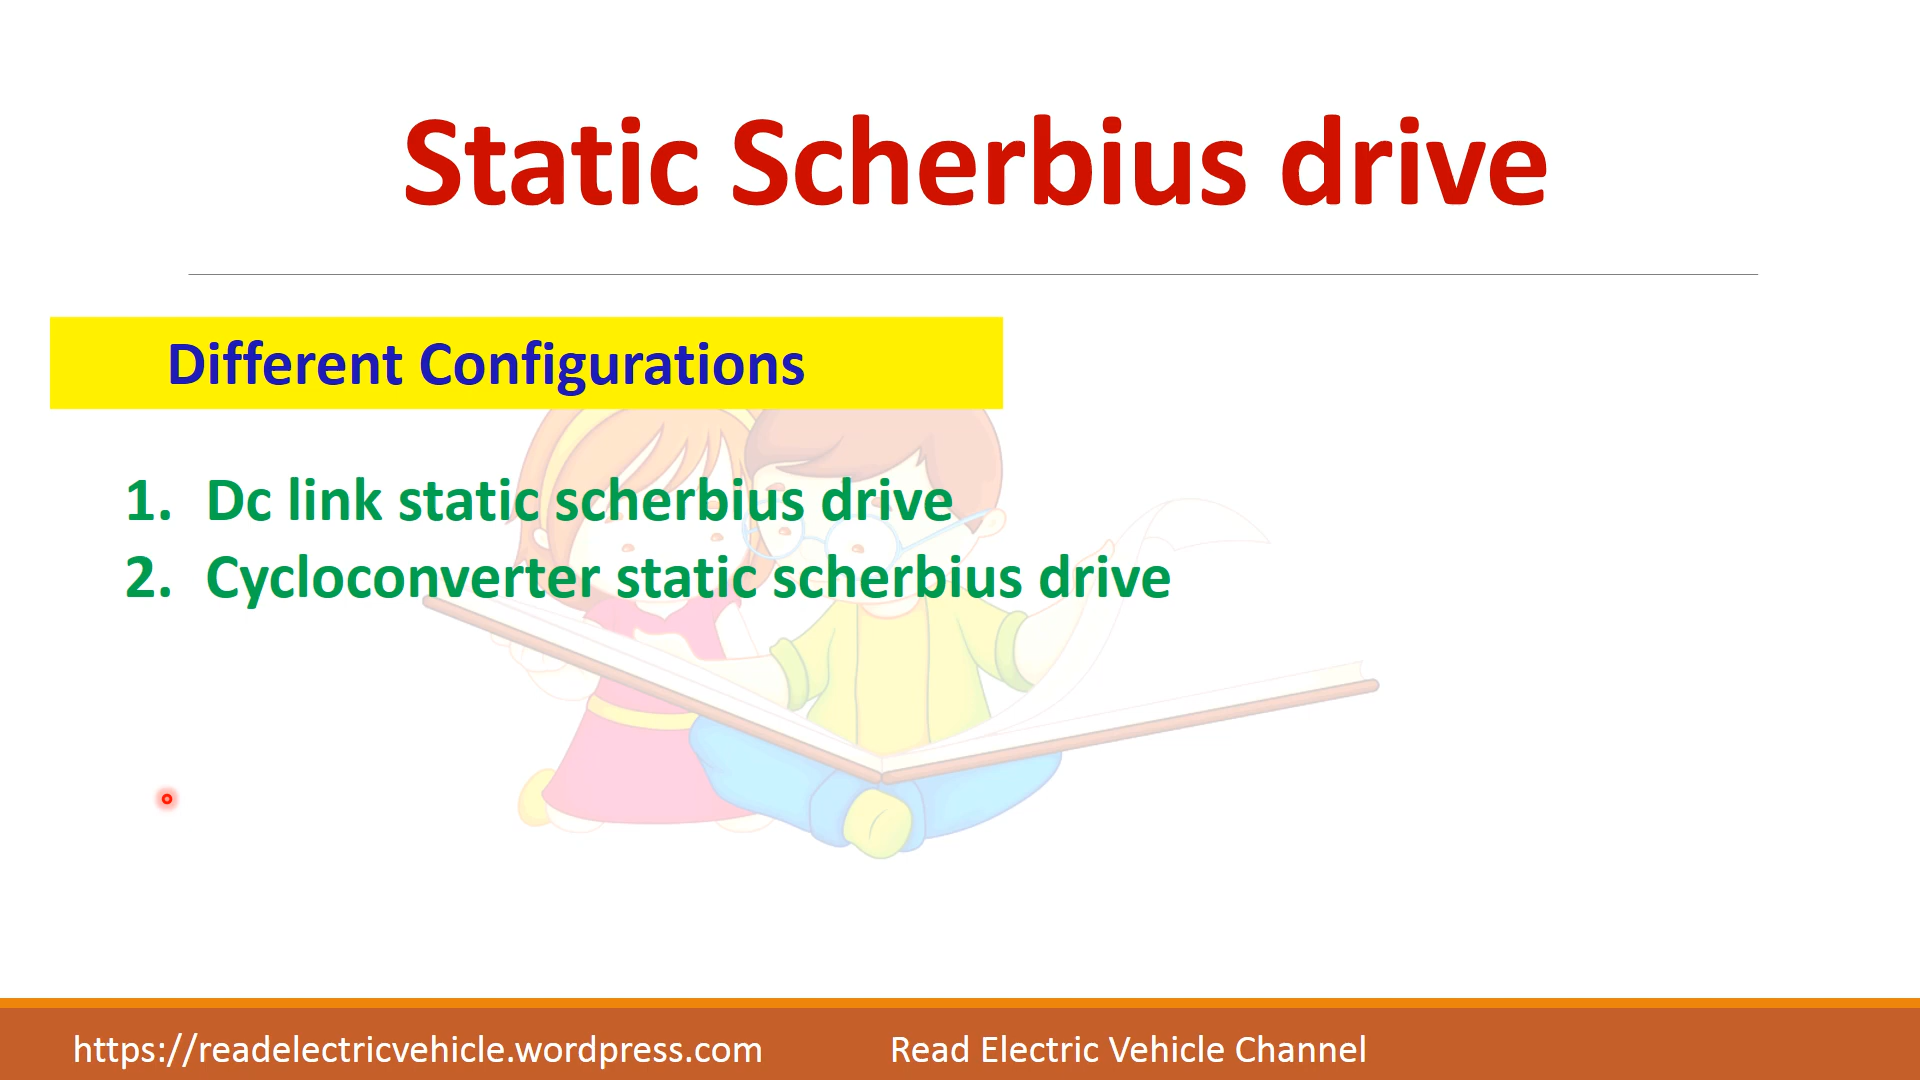 Static Scherbius drive
Different Configurations
1. Dc link static scherbius drive
2. Cycloconverter static scherbius drive
https://readelectricvehicle.wordpress.com Read Electric Vehicle Channel